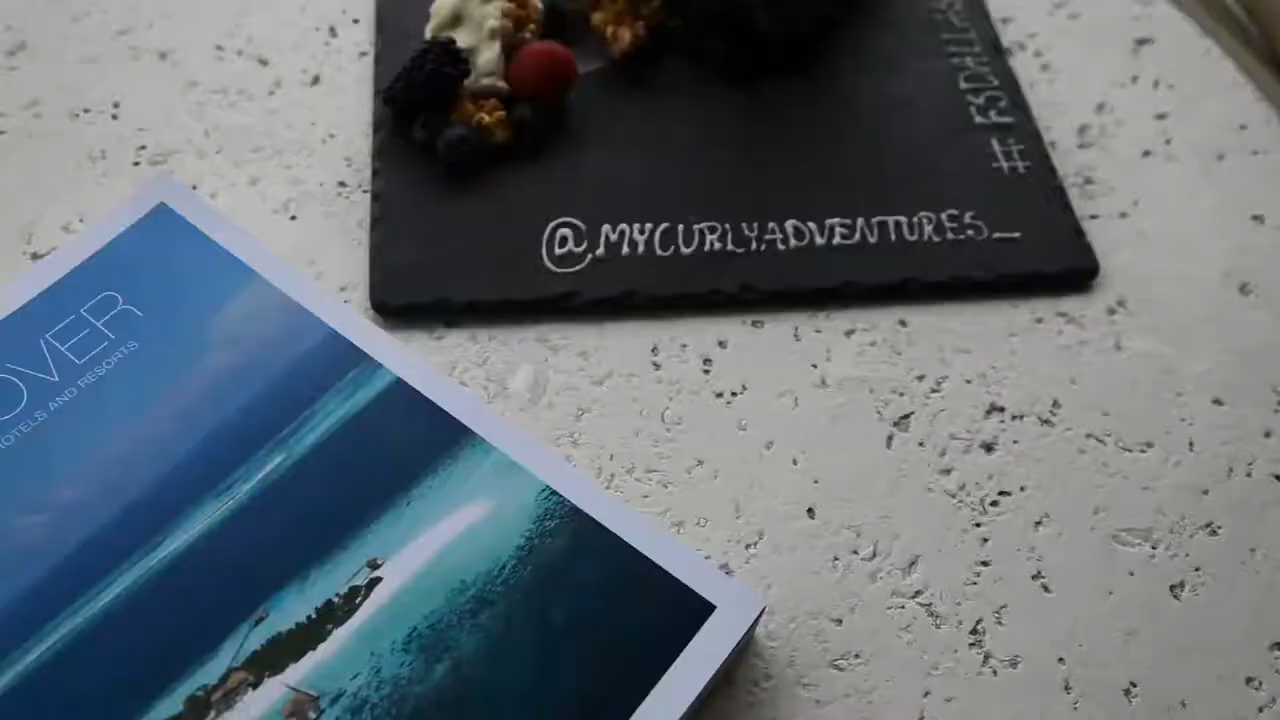 # FSDALLAS
@MYCURLYADVENTURES_
OVER
HOTELS AND RESORTS